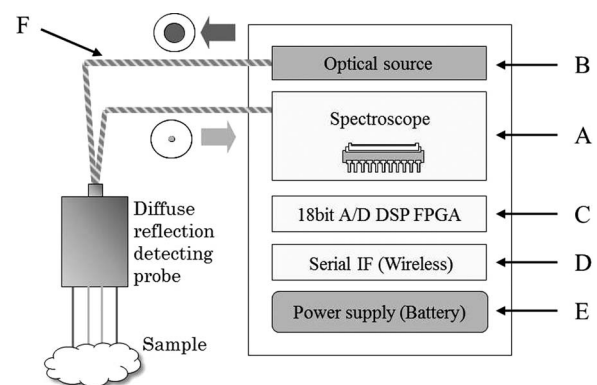 F
Optical source
B
Spectroscope
A
Diffuse
reflection
detecting
probe
18bit A/D DSP FPGA
C
Serial IF (Wireless)
D
Power supply (Battery)
E
Sample